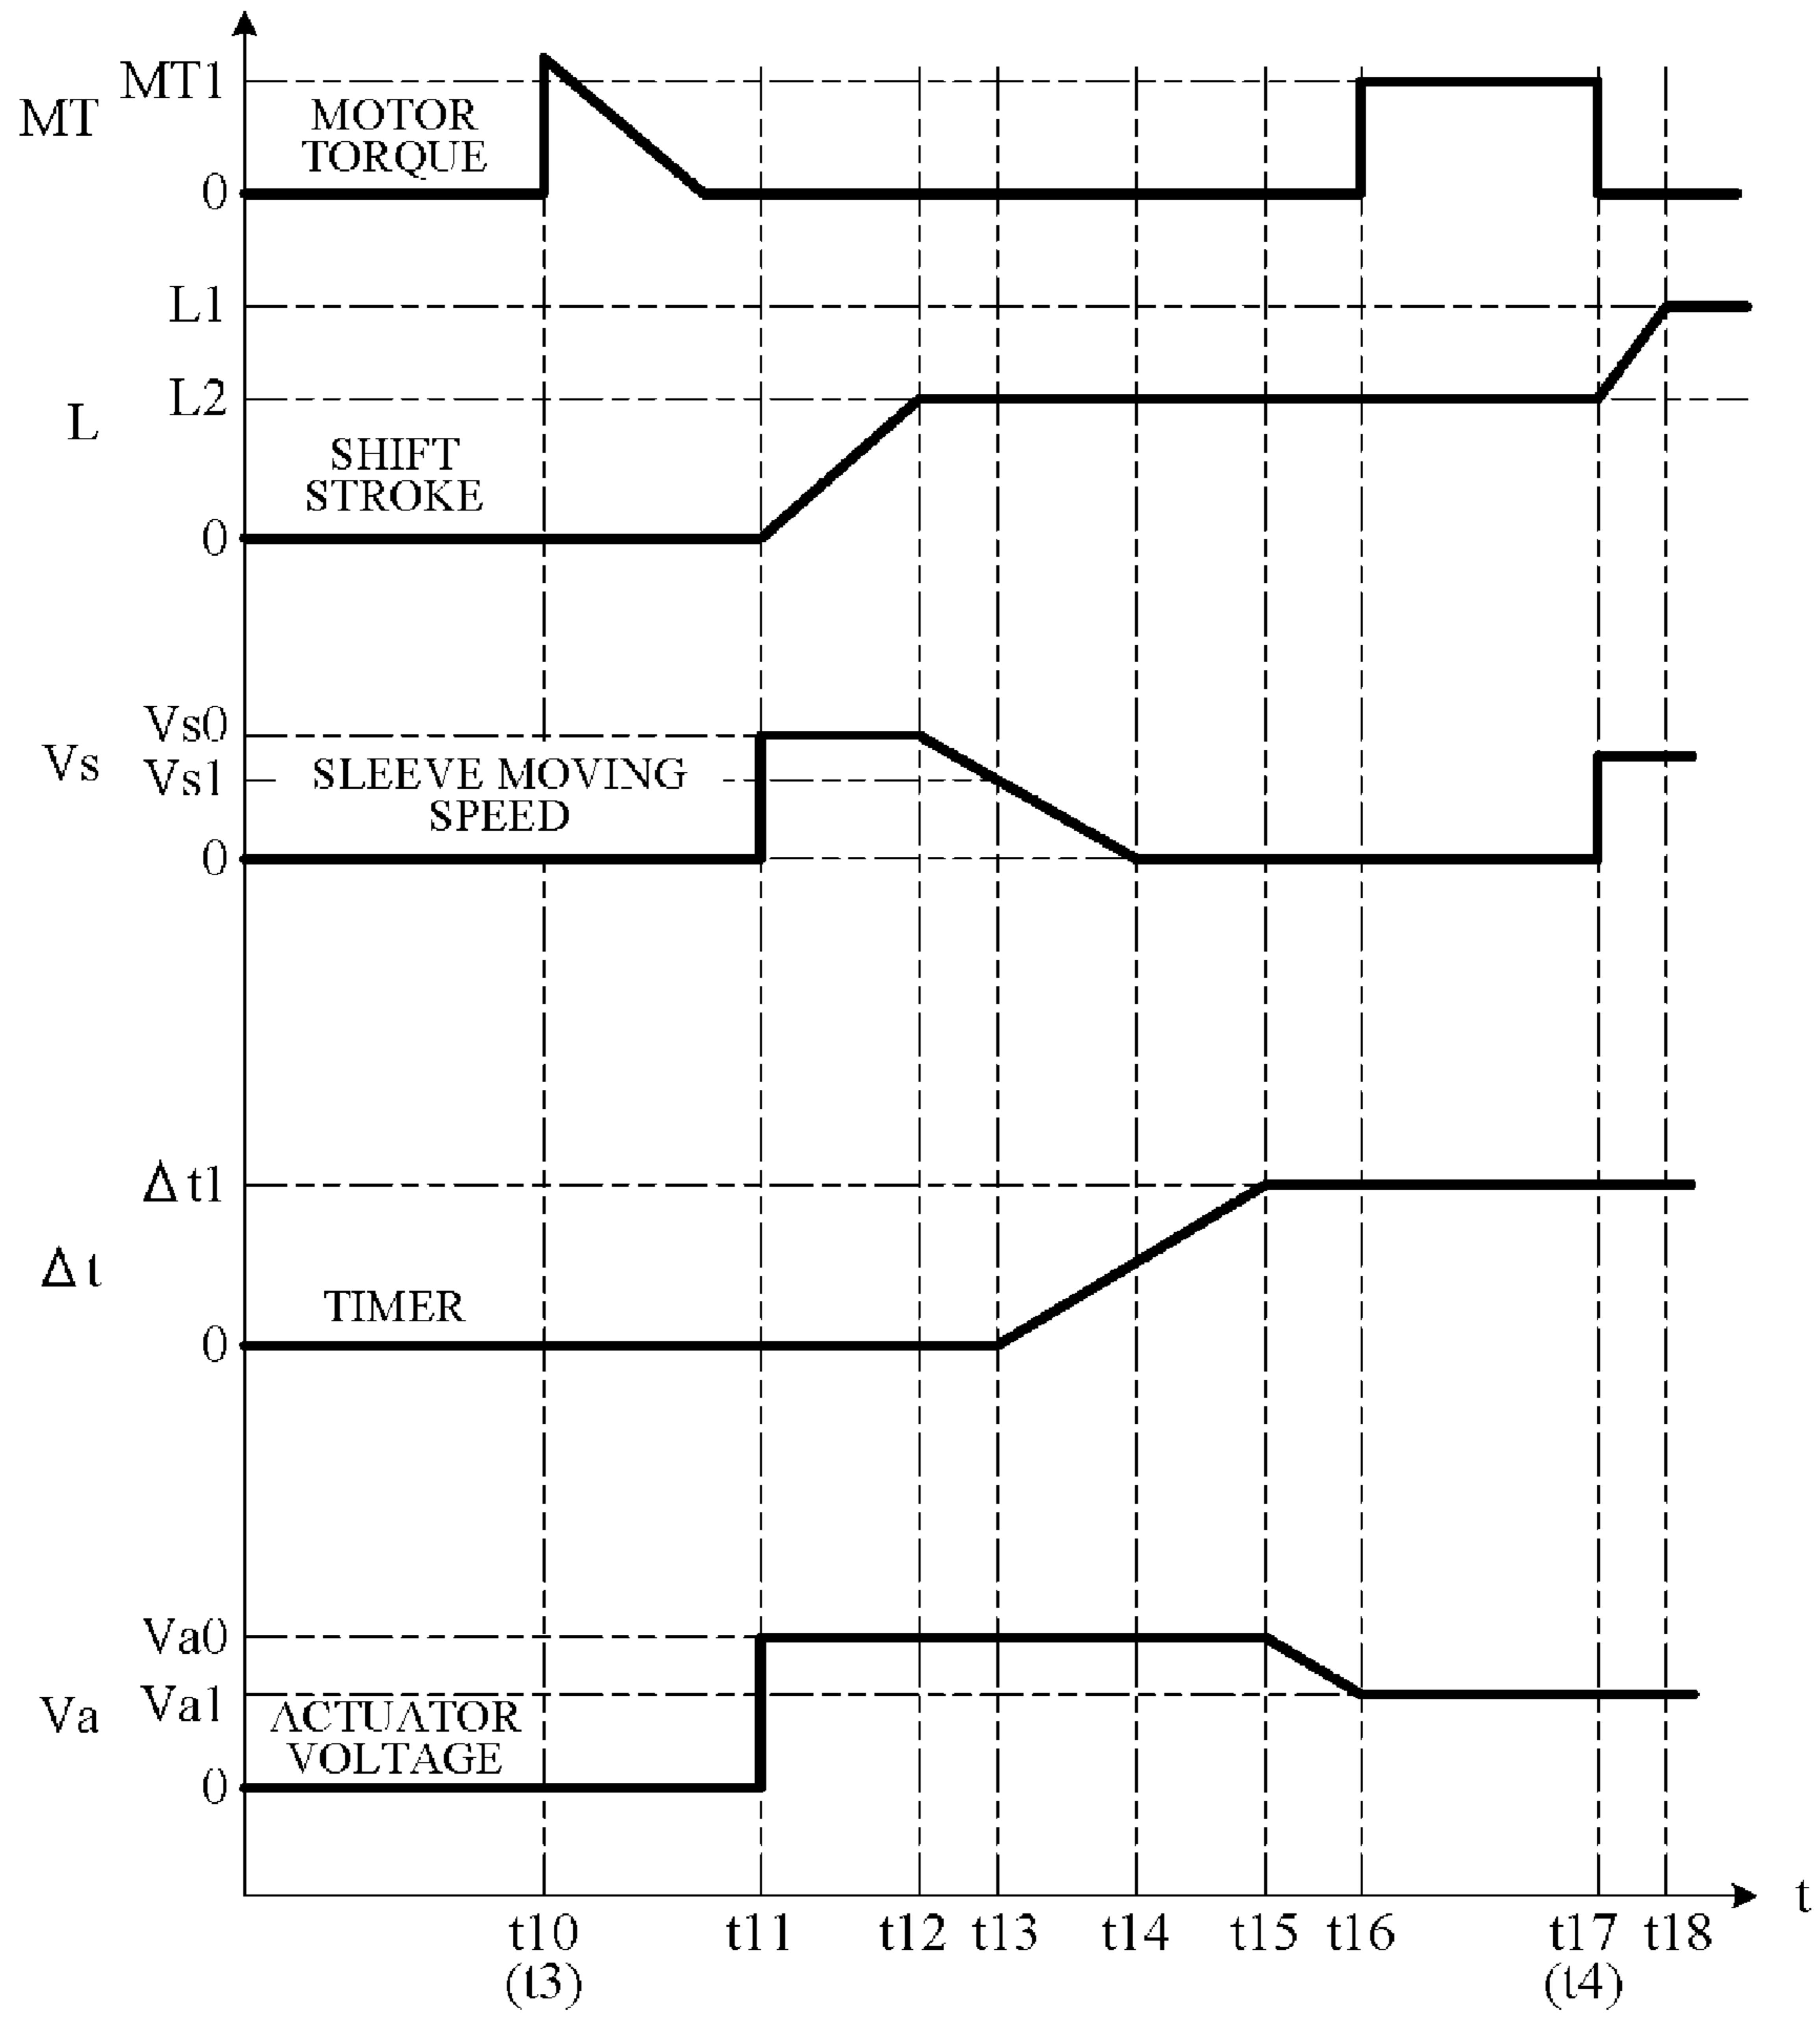 MT1
MT
MOTOR
TORQUE
0
L1
L2
L
SHIFT
STROKE
0
Vs0
Vs
Vs1
SLEEVE MOVING
SPEED
0
Δt1
Δt
TIMER
0
Va0
Va1
Va
ACTUATOR
VOLTAGE
0
t
t10 t11 t12 t13 t14 t15 t16 t17 t18
(t3) (t4)